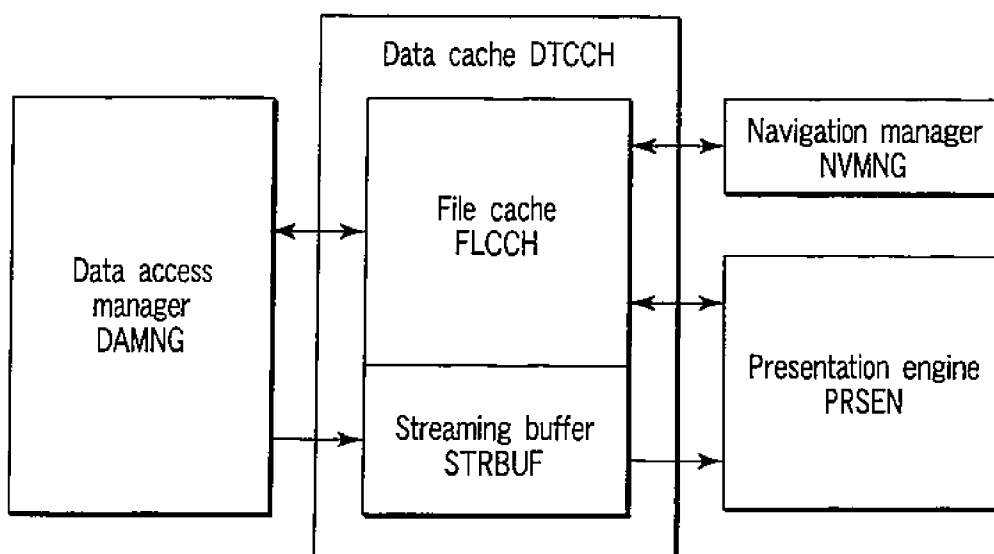 Data cache DTCCH
Data access
manager
DAMNG
File cache
FLCCH
Streaming buffer
STRBUF
Navigation manager
NVMNG
Presentation engine
PRSEN